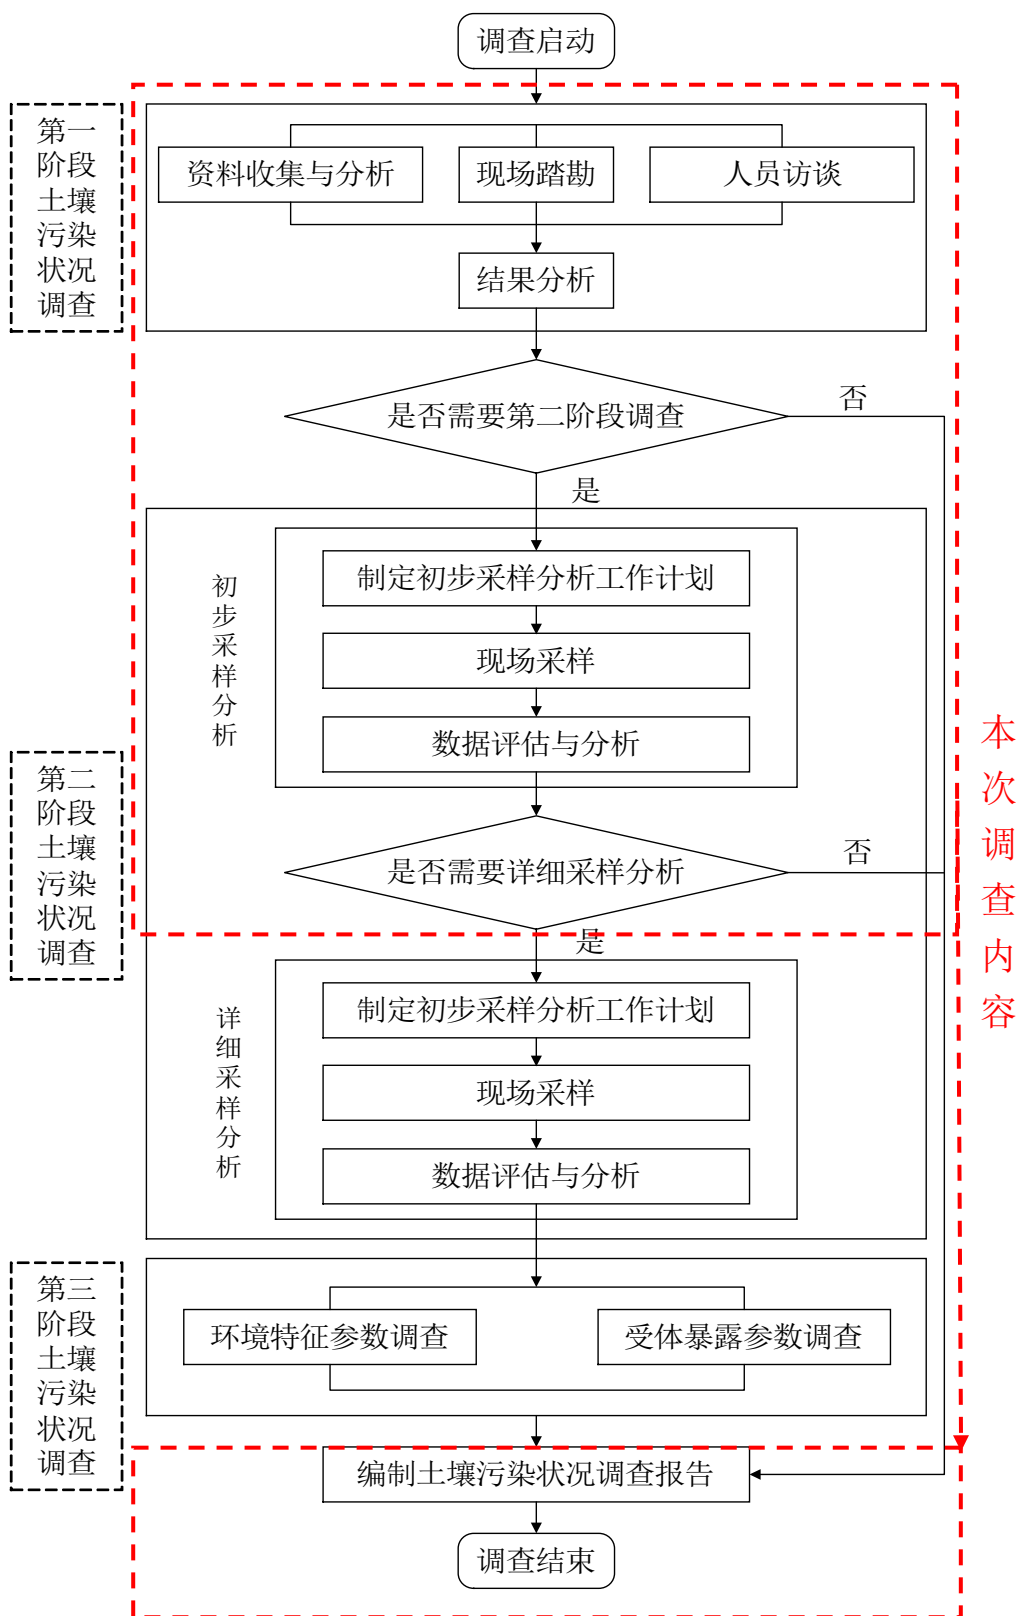 调查启动
第一
阶段
土壤
污染
状况
调查
资料收集与分析
现场踏勘
人员访谈
结果分析
是否需要第二阶段调查
否
是
初
步
采
样
分
析
制定初步采样分析工作计划
现场采样
数据评估与分析
第二
阶段
土壤
污染
状况
调查
是否需要详细采样分析
否
是
本
次
调
查
内
容
详
细
采
样
分
析
制定初步采样分析工作计划
现场采样
数据评估与分析
第三
阶段
土壤
污染
状况
调查
环境特征参数调查
受体暴露参数调查
编制土壤污染状况调查报告
调查结束